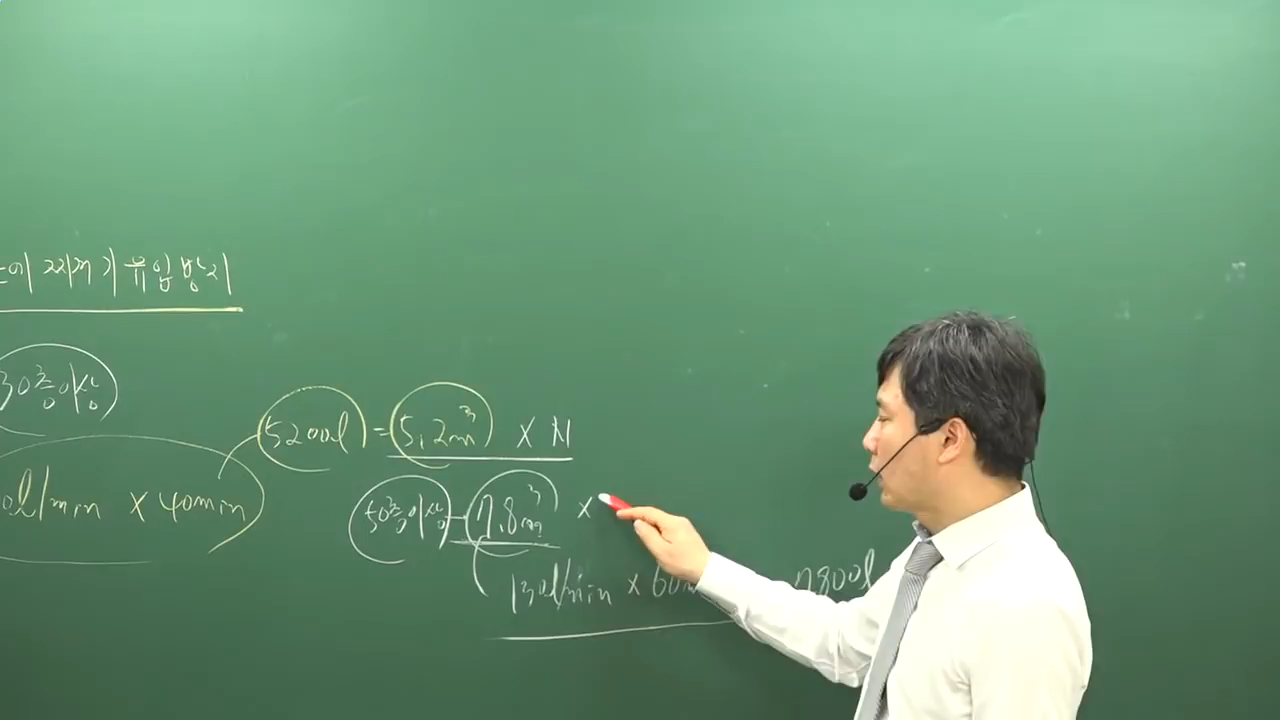 유입방지
30층이상
5200l = 5.2m³ × N
l/min × 40min
50층이상 7.8m³ ×
130l/min × 60 7800l